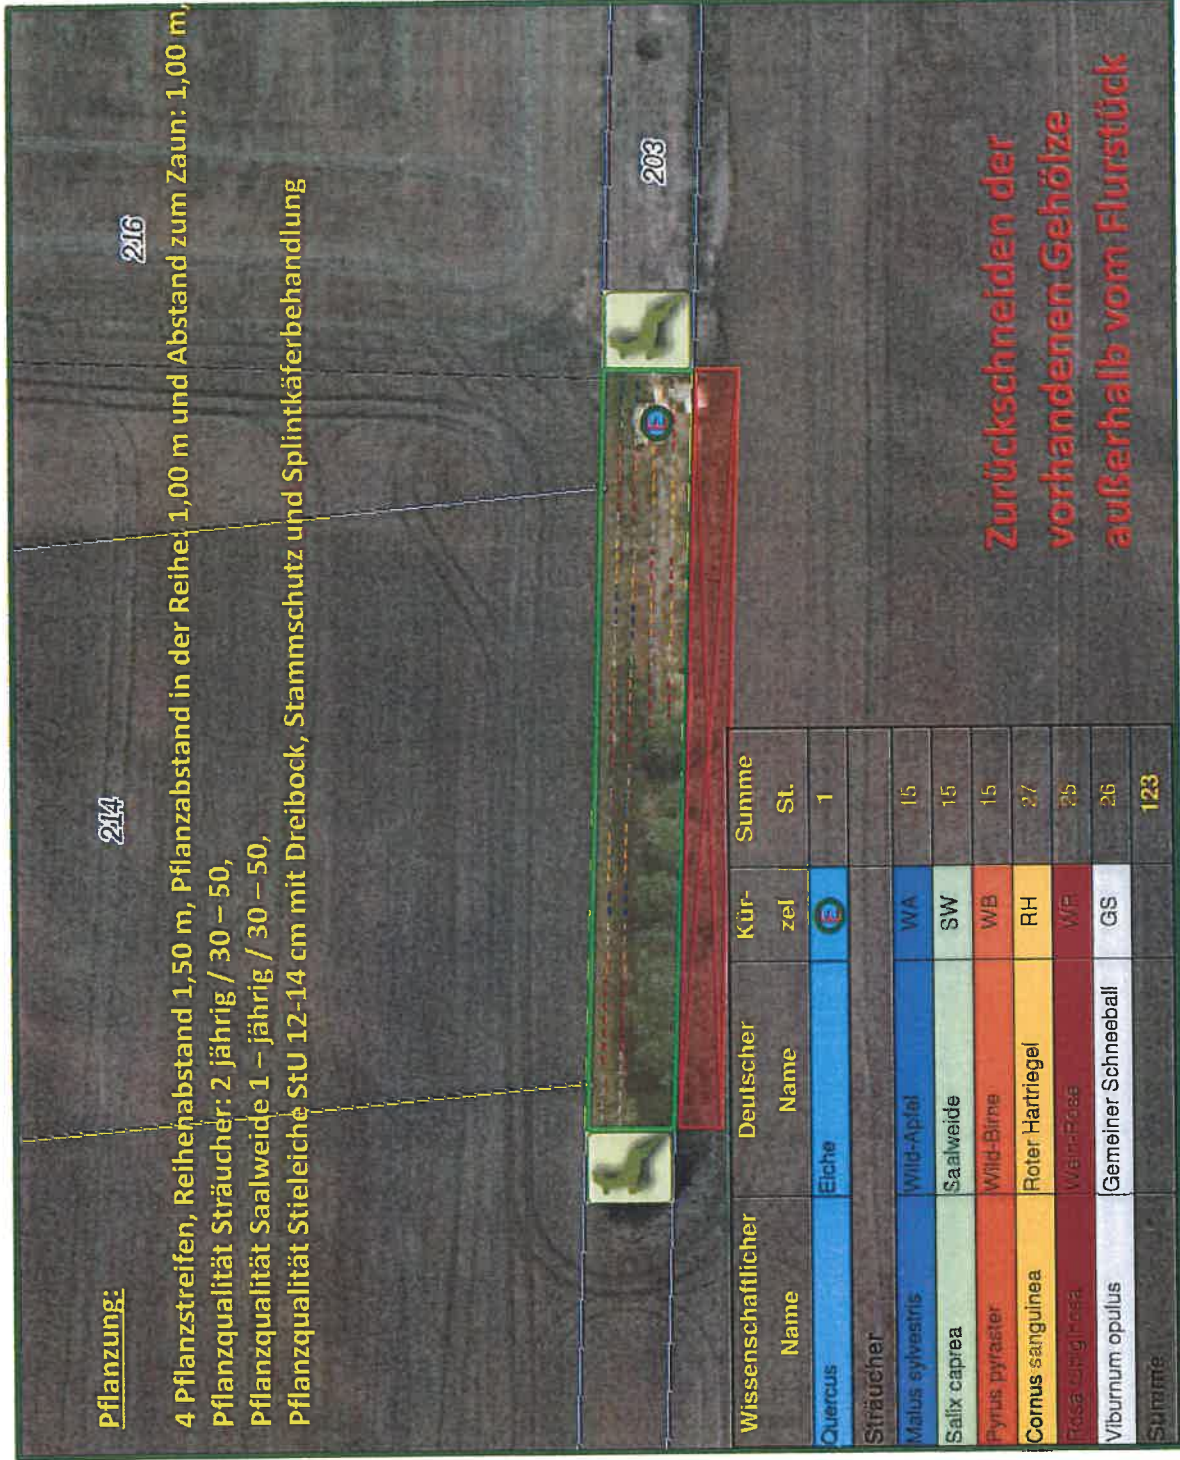 Pflanzung:
4 Pflanzstreifen, Reihenabstand 1,50 m, Pflanzabstand in der Reihe: 1,00 m und Abstand zum Zaun: 1,00 m,
Pflanzqualität Sträucher: 2 jährig / 30 – 50,
Pflanzqualität Saalweide 1 – jährig / 30 – 50,
Pflanzqualität Stieleiche StU 12-14 cm mit Dreibock, Stammschutz und Splintkäferbehandlung
214
216
203
E
Wissenschaftlicher Name Deutscher Name Kür-zel Summe St.
Quercus Eiche E 1
Sträucher
Malus sylvestris Wild-Apfel WA 15
Salix caprea Saalweide SW 15
Pyrus pyraster Wild-Birne WB 15
Cornus sanguinea Roter Hartriegel RH 27
Rosa Wein-Rose WR 25
Viburnum opulus Gemeiner Schneeball GS 26
Summe 123
Zurückschneiden der
vorhandenen Gehölze
außerhalb vom Flurstück